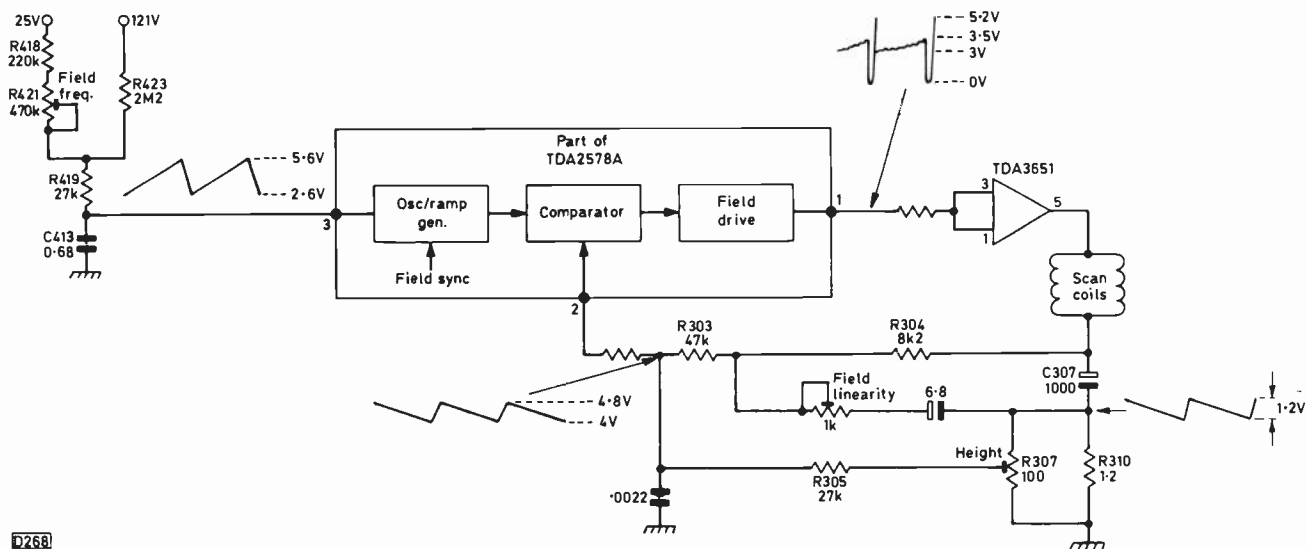 25V
121V
R418
220k
Field
freq.
R421
470k
R423
2M2
R419
27k
C413
0·68
5·6V
2·6V
3
Part of
TDA2578A
Osc/ramp
gen.
Comparator
Field
drive
Field sync
1
2
5·2V
3·5V
3V
0V
TDA3651
3
1
5
Scan
coils
R303
47k
R304
8k2
C307
1000
Field
linearity
1k
6·8
4·8V
4V
1·2V
Height
R307
100
R310
1·2
R305
27k
·0022
D268